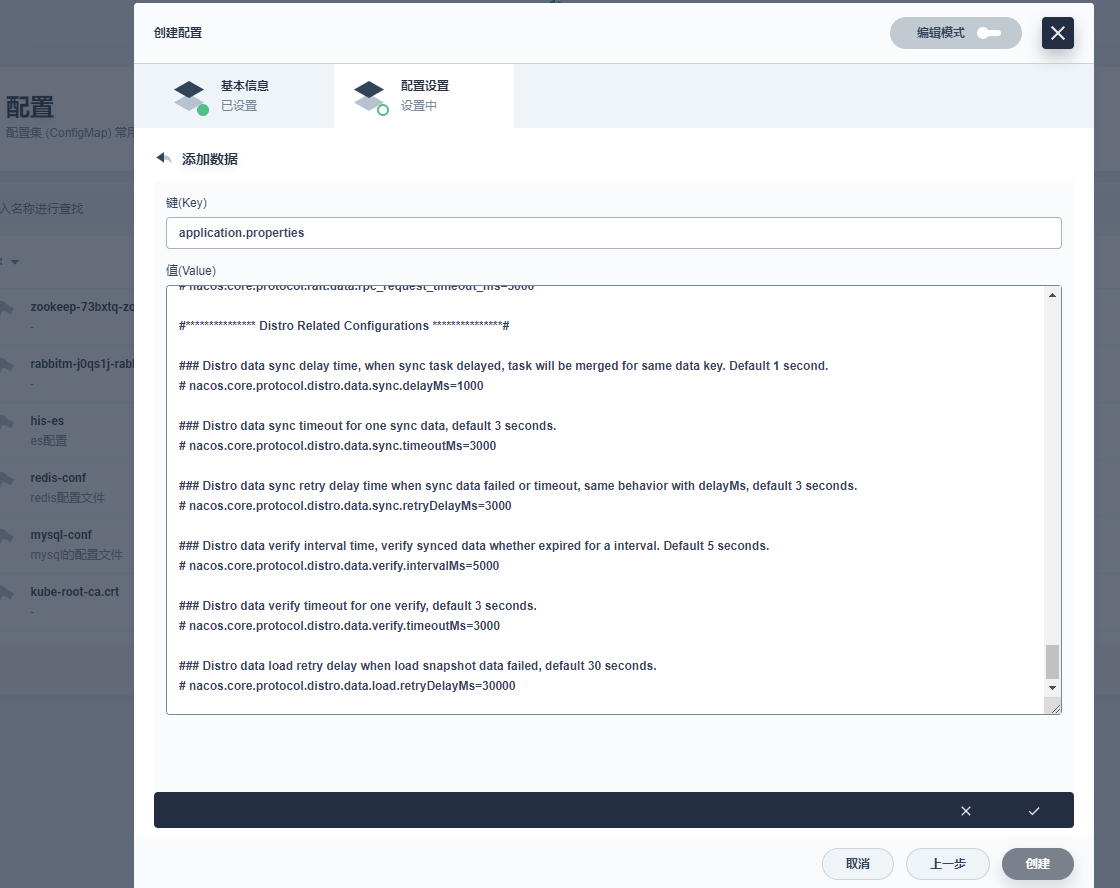 创建配置
编辑模式
基本信息
已设置
配置设置
设置中
配置
配置集 (ConfigMap) 常用
添加数据
入名称进行查找
键(Key)
application.properties
值(Value)
# nacos.core.protocol.raft.data.rpc_request_timeout_ms=5000
#*************** Distro Related Configurations ***************#
### Distro data sync delay time, when sync task delayed, task will be merged for same data key. Default 1 second.
# nacos.core.protocol.distro.data.sync.delayMs=1000
### Distro data sync timeout for one sync data, default 3 seconds.
# nacos.core.protocol.distro.data.sync.timeoutMs=3000
### Distro data sync retry delay time when sync data failed or timeout, same behavior with delayMs, default 3 seconds.
# nacos.core.protocol.distro.data.sync.retryDelayMs=3000
### Distro data verify interval time, verify synced data whether expired for a interval. Default 5 seconds.
# nacos.core.protocol.distro.data.verify.intervalMs=5000
### Distro data verify timeout for one verify, default 3 seconds.
# nacos.core.protocol.distro.data.verify.timeoutMs=3000
### Distro data load retry delay when load snapshot data failed, default 30 seconds.
# nacos.core.protocol.distro.data.load.retryDelayMs=30000
zookeep-73bxtq-zo
-
rabbitm-j0qs1j-rabl
-
his-es
es配置
redis-conf
redis配置文件
mysql-conf
mysql的配置文件
kube-root-ca.crt
-
取消
上一步
创建